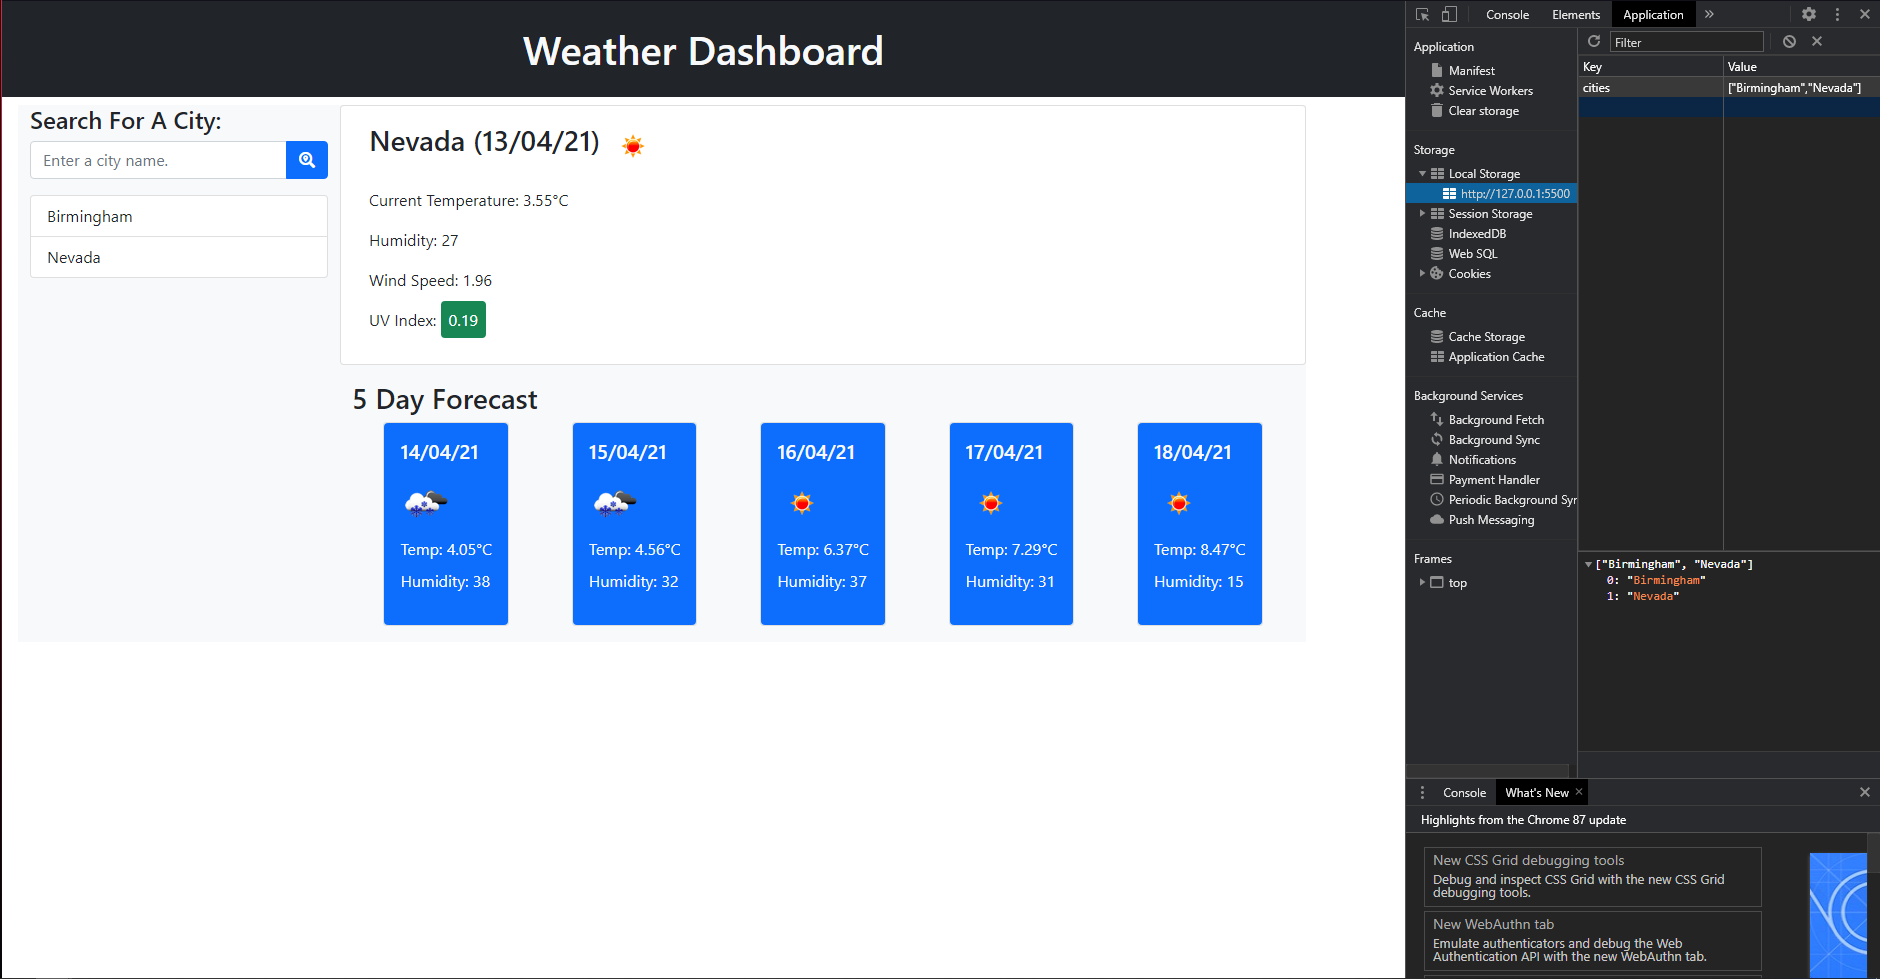 Weather Dashboard
Search For A City:
Enter a city name.
Birmingham
Nevada
Nevada (13/04/21)
Current Temperature: 3.55°C
Humidity: 27
Wind Speed: 1.96
UV Index: 0.19
5 Day Forecast
14/04/21
Temp: 4.05°C
Humidity: 38
15/04/21
Temp: 4.56°C
Humidity: 32
16/04/21
Temp: 6.37°C
Humidity: 37
17/04/21
Temp: 7.29°C
Humidity: 31
18/04/21
Temp: 8.47°C
Humidity: 15
Console Elements Application »
Application
Manifest
Service Workers
Clear storage
Storage
Local Storage
http://127.0.0.1:5500
Session Storage
IndexedDB
Web SQL
Cookies
Cache
Cache Storage
Application Cache
Background Services
Background Fetch
Background Sync
Notifications
Payment Handler
Periodic Background Syn
Push Messaging
Frames
top
Filter
Key Value
cities ["Birmingham","Nevada"]
["Birmingham", "Nevada"]
0: "Birmingham"
1: "Nevada"
Console What's New
Highlights from the Chrome 87 update
New CSS Grid debugging tools
Debug and inspect CSS Grid with the new CSS Grid
debugging tools.
New WebAuthn tab
Emulate authenticators and debug the Web
Authentication API with the new WebAuthn tab.